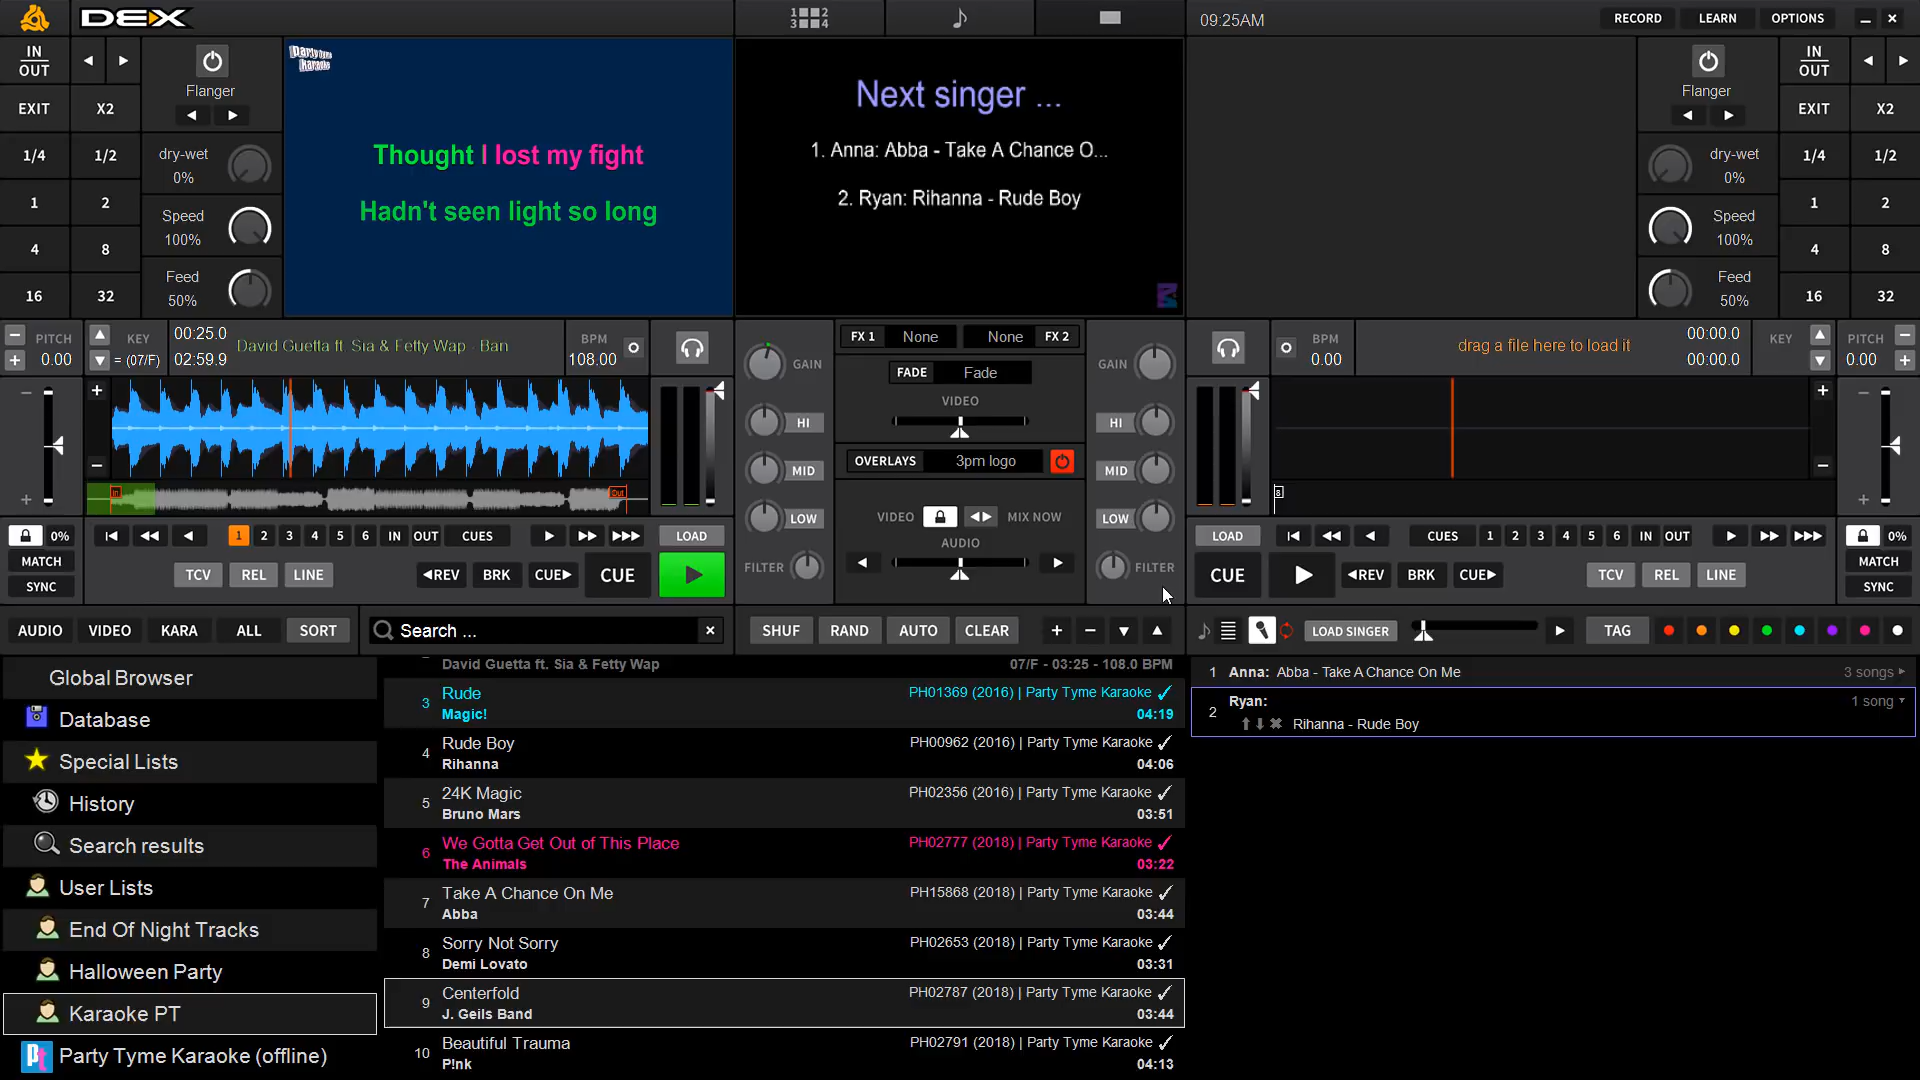 DEX
1 2
3 4
09:25AM
RECORD
LEARN
OPTIONS
IN
OUT
EXIT
X2
1/4
1/2
1
2
4
8
16
32
Flanger
dry-wet
0%
Speed
100%
Feed
50%
Party tyme
karaoke
Thought I lost my fight
Hadn't seen light so long
Next singer ...
1. Anna: Abba - Take A Chance O...
2. Ryan: Rihanna - Rude Boy
Flanger
dry-wet
0%
Speed
100%
Feed
50%
IN
OUT
EXIT
X2
1/4
1/2
1
2
4
8
16
32
PITCH
0.00
KEY
= (07/F)
00:25.0
02:59.9
David Guetta ft. Sia & Fetty Wap - Ban
BPM
108.00
GAIN
HI
MID
LOW
FILTER
FX 1
None
None
FX 2
FADE
Fade
VIDEO
OVERLAYS
3pm logo
VIDEO
MIX NOW
AUDIO
GAIN
HI
MID
LOW
FILTER
BPM
0.00
drag a file here to load it
00:00.0
00:00.0
KEY
PITCH
0.00
In
Out
0%
MATCH
SYNC
1
2
3
4
5
6
IN
OUT
CUES
LOAD
TCV
REL
LINE
REV
BRK
CUE
CUE
LOAD
CUES
1
2
3
4
5
6
IN
OUT
CUE
REV
BRK
CUE
TCV
REL
LINE
0%
MATCH
SYNC
AUDIO
VIDEO
KARA
ALL
SORT
Search ...
SHUF
RAND
AUTO
CLEAR
LOAD SINGER
TAG
Global Browser
Database
Special Lists
History
Search results
User Lists
End Of Night Tracks
Halloween Party
Karaoke PT
Party Tyme Karaoke (offline)
David Guetta ft. Sia & Fetty Wap
07/F - 03:25 - 108.0 BPM
3
Rude
Magic!
PH01369 (2016) | Party Tyme Karaoke
04:19
4
Rude Boy
Rihanna
PH00962 (2016) | Party Tyme Karaoke
04:06
5
24K Magic
Bruno Mars
PH02356 (2016) | Party Tyme Karaoke
03:51
6
We Gotta Get Out of This Place
The Animals
PH02777 (2018) | Party Tyme Karaoke
03:22
7
Take A Chance On Me
Abba
PH15868 (2018) | Party Tyme Karaoke
03:44
8
Sorry Not Sorry
Demi Lovato
PH02653 (2018) | Party Tyme Karaoke
03:31
9
Centerfold
J. Geils Band
PH02787 (2018) | Party Tyme Karaoke
03:44
10
Beautiful Trauma
P!nk
PH02791 (2018) | Party Tyme Karaoke
04:13
1 Anna: Abba - Take A Chance On Me
3 songs
2
Ryan:
1 song
Rihanna - Rude Boy